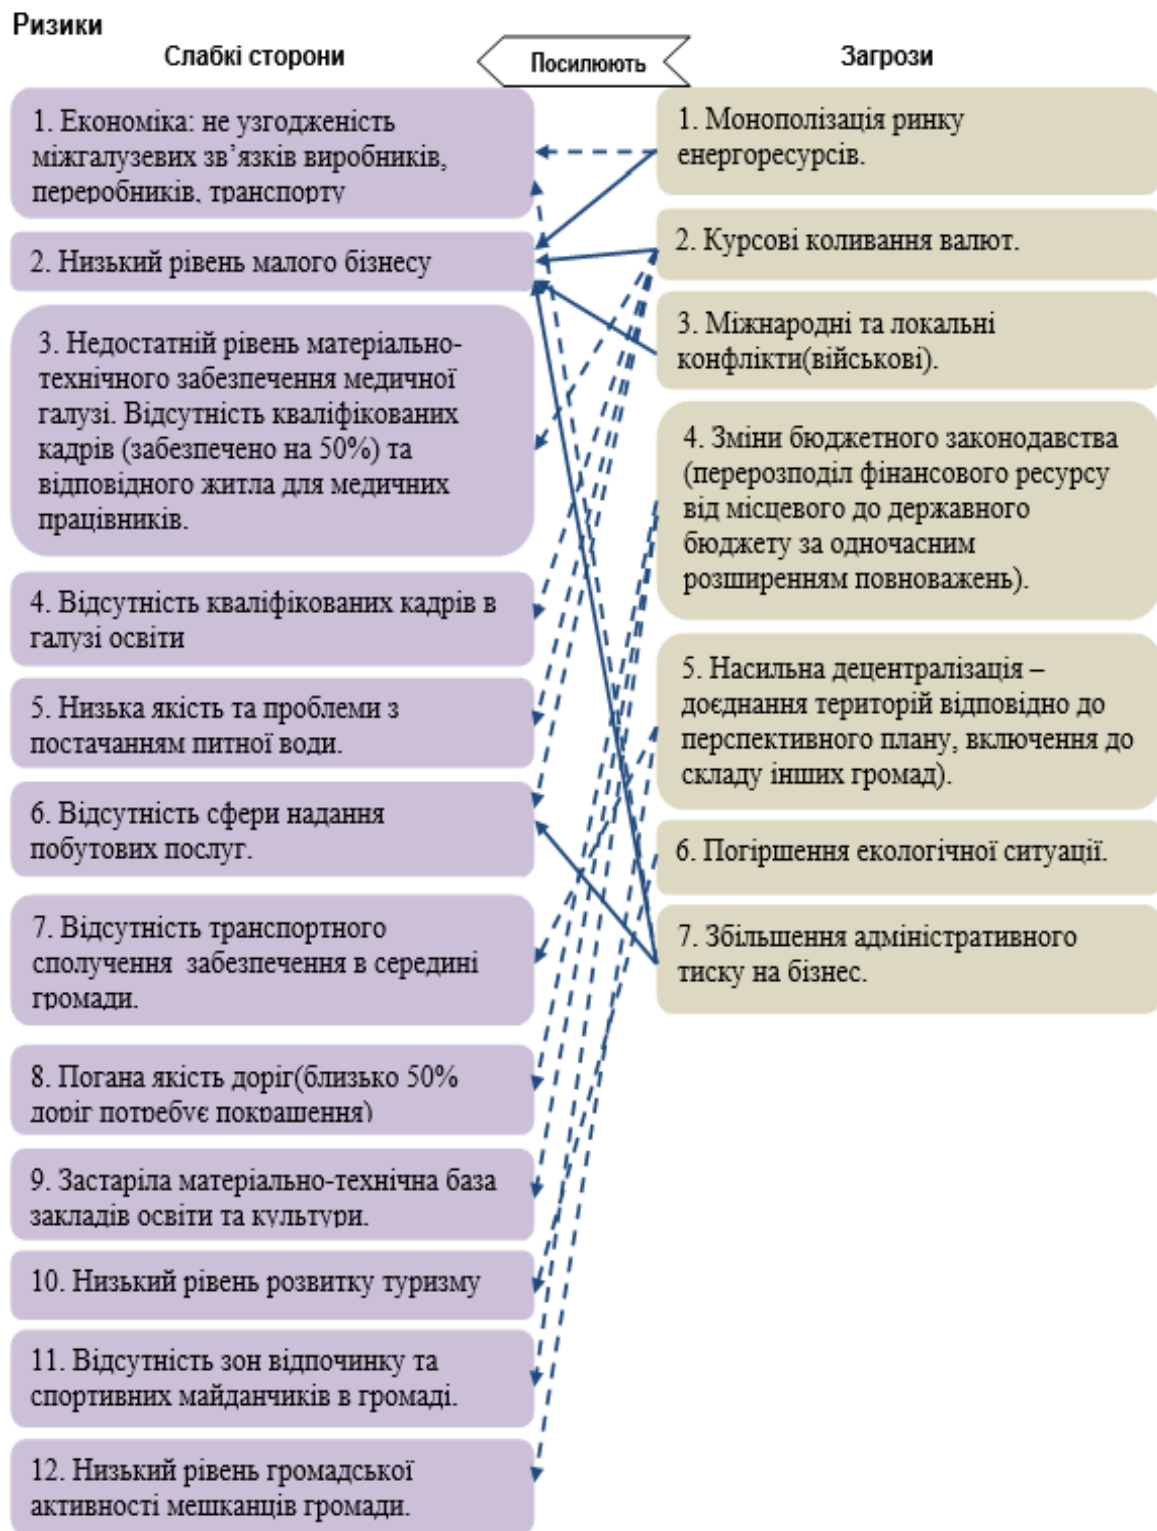 Ризики
Слабкі сторони
Посилюють
Загрози
1. Економіка: не узгодженість
міжгалузевих зв’язків виробників,
переробників, транспорту
2. Низький рівень малого бізнесу
3. Недостатній рівень матеріально-
технічного забезпечення медичної
галузі. Відсутність кваліфікованих
кадрів (забезпечено на 50%) та
відповідного житла для медичних
працівників.
4. Відсутність кваліфікованих кадрів в
галузі освіти
5. Низька якість та проблеми з
постачанням питної води.
6. Відсутність сфери надання
побутових послуг.
7. Відсутність транспортного
сполучення забезпечення в середині
громади.
8. Погана якість доріг(близько 50%
доріг потребує покращення)
9. Застаріла матеріально-технічна база
закладів освіти та культури.
10. Низький рівень розвитку туризму
11. Відсутність зон відпочинку та
спортивних майданчиків в громаді.
12. Низький рівень громадської
активності мешканців громади.
1. Монополізація ринку
енергоресурсів.
2. Курсові коливання валют.
3. Міжнародні та локальні
конфлікти(військові).
4. Зміни бюджетного законодавства
(перерозподіл фінансового ресурсу
від місцевого до державного
бюджету за одночасним
розширенням повноважень).
5. Насильна децентралізація –
доєднання територій відповідно до
перспективного плану, включення до
складу інших громад).
6. Погіршення екологічної ситуації.
7. Збільшення адміністративного
тиску на бізнес.